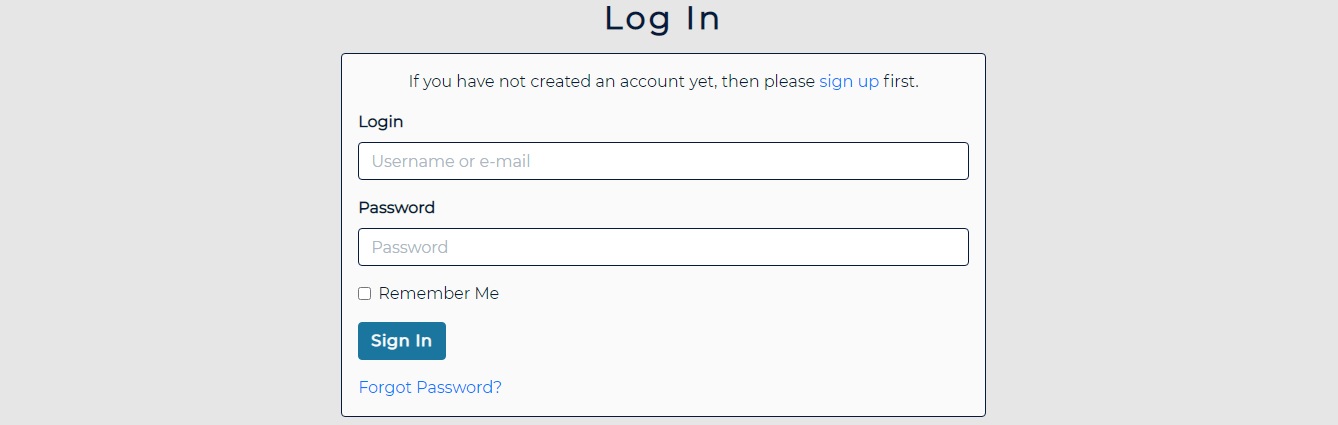 Log In
If you have not created an account yet, then please sign up first.
Login
Username or e-mail
Password
Password
Remember Me
Sign In
Forgot Password?